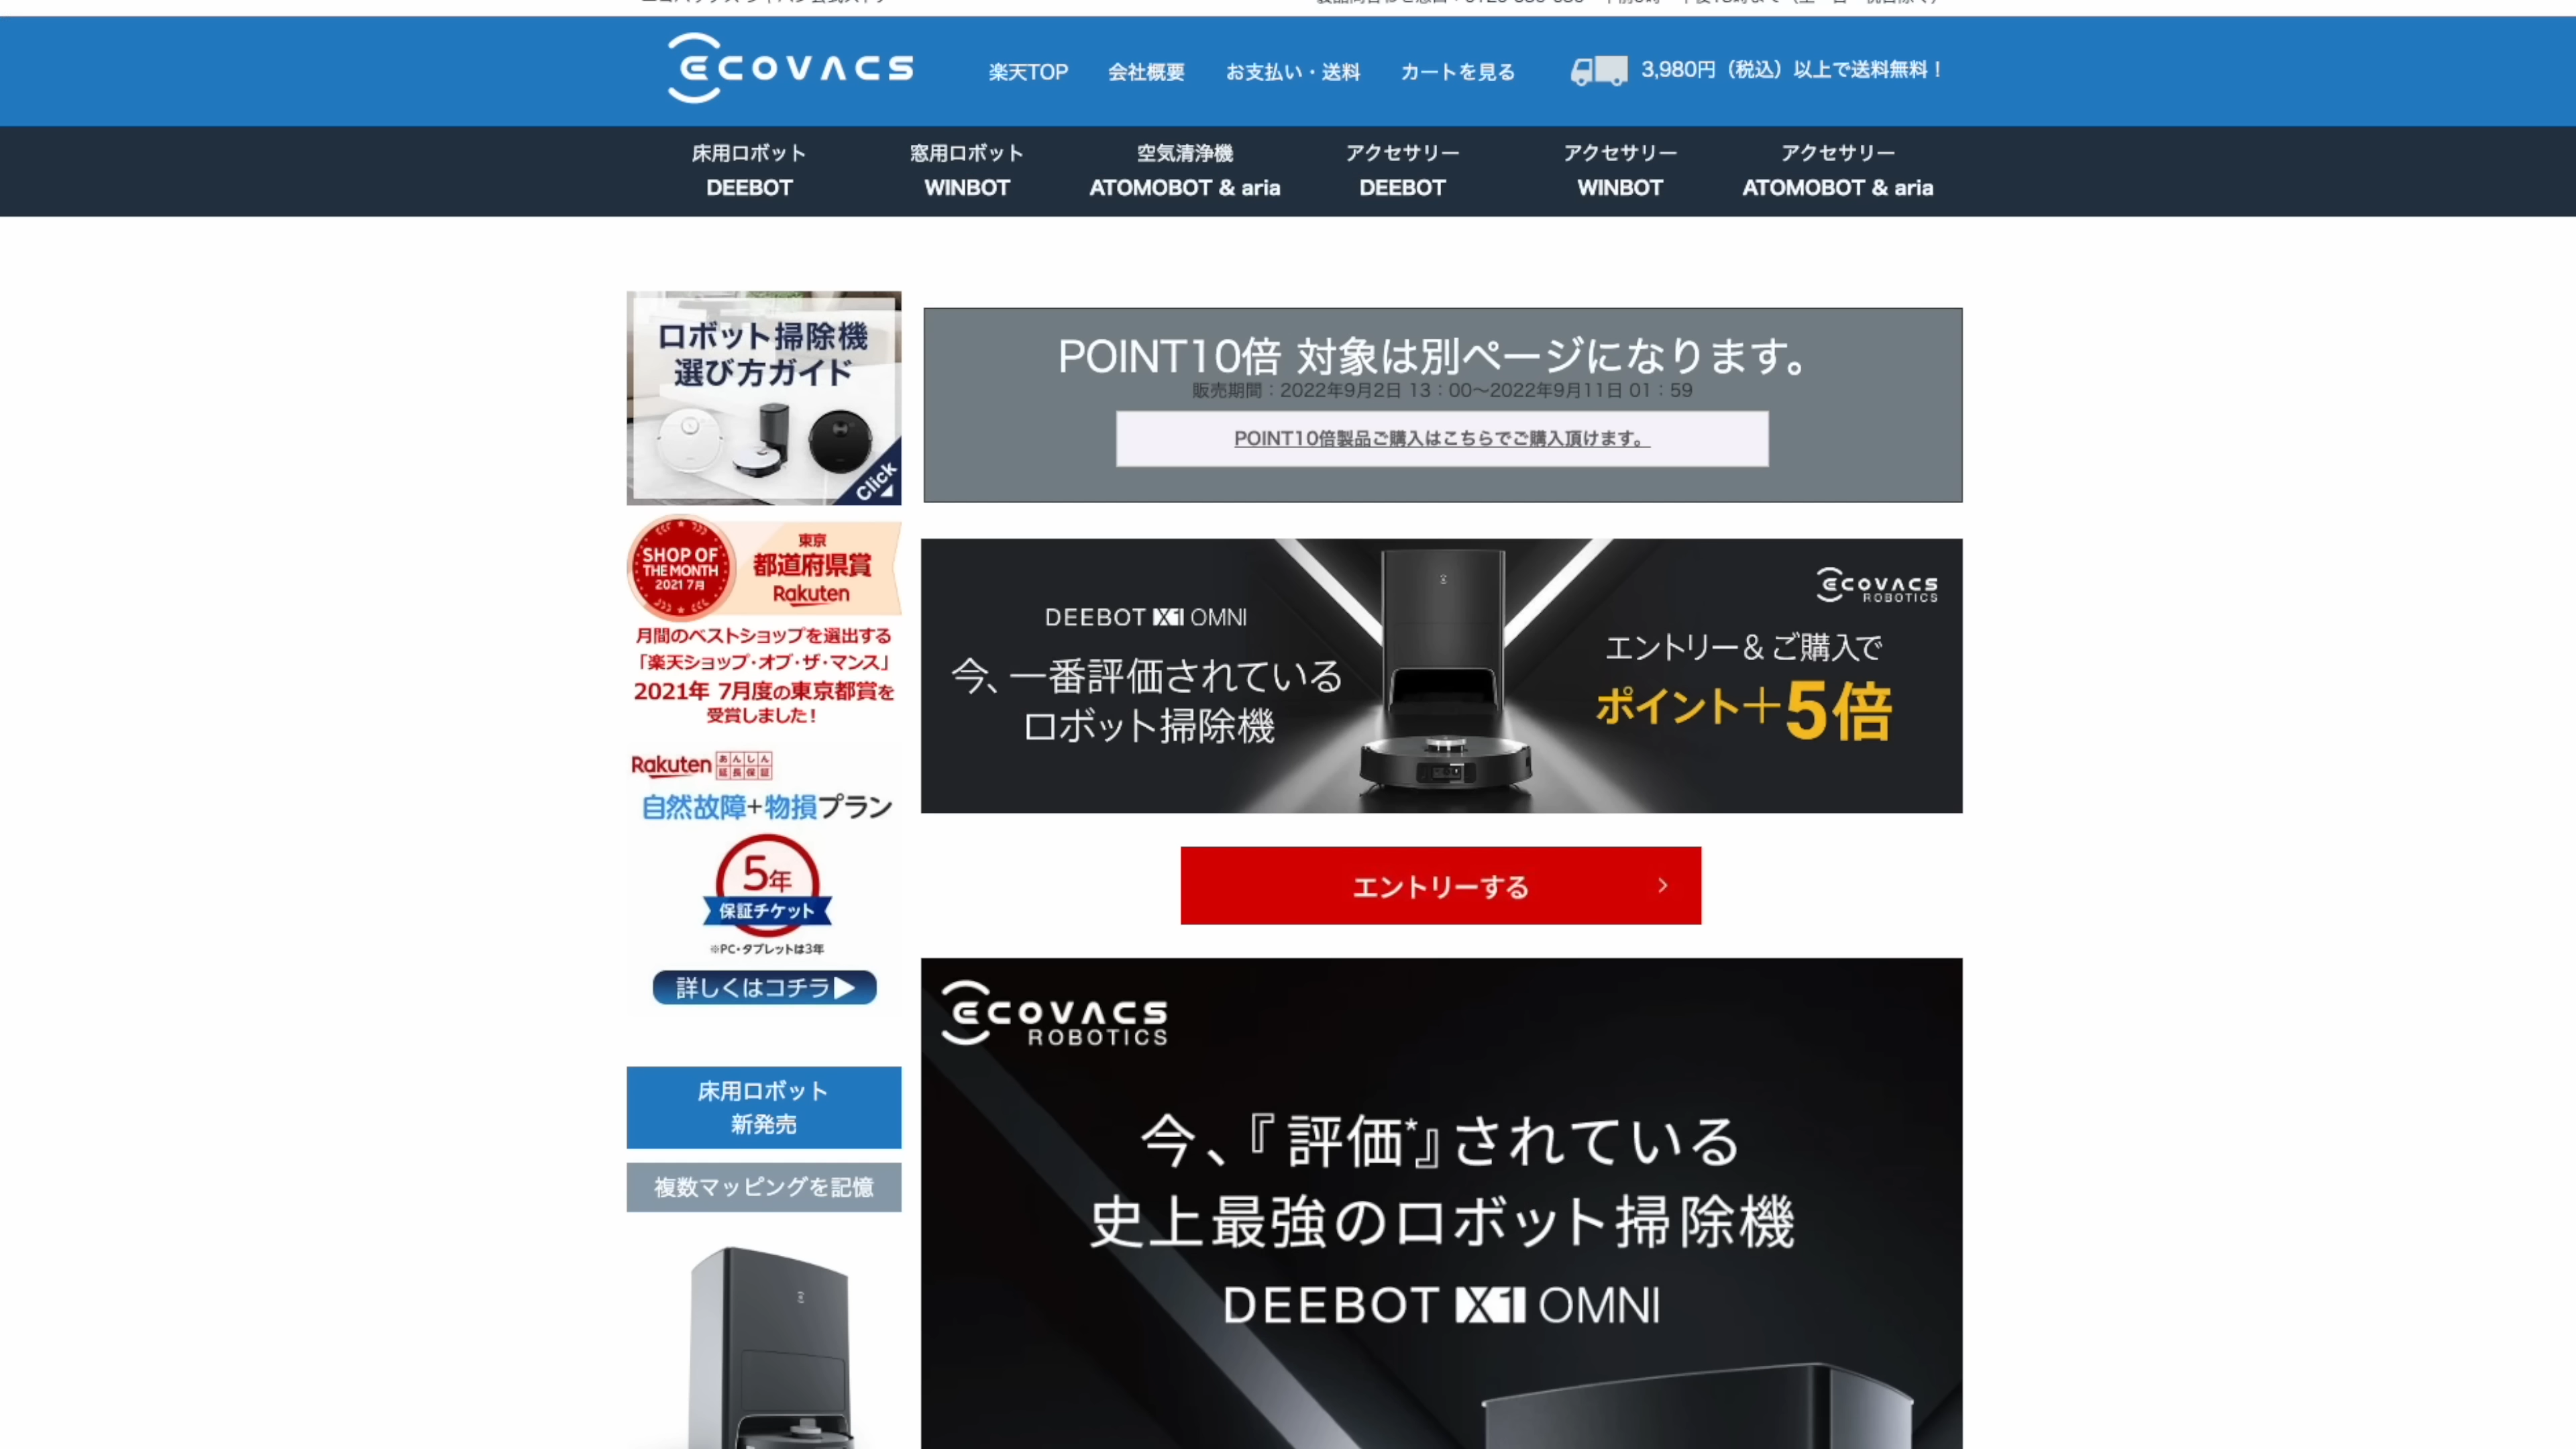 ECOVACS
楽天TOP
会社概要
お支払い・送料
カートを見る
3,980円（税込）以上で送料無料！
床用ロボット
DEEBOT
窓用ロボット
WINBOT
空気清浄機
ATOMOBOT & aria
アクセサリー
DEEBOT
アクセサリー
WINBOT
アクセサリー
ATOMOBOT & aria
ロボット掃除機
選び方ガイド
Click
SHOP OF
THE MONTH
2021 7月
東京
都道府県賞
Rakuten
月間のベストショップを選出する
「楽天ショップ・オブ・ザ・マンス」
2021年 7月度の東京都賞を
受賞しました！
Rakuten あんしん
延長保証
自然故障+物損プラン
5年
保証チケット
※PC・タブレットは3年
詳しくはコチラ▶
床用ロボット
新発売
複数マッピングを記憶
POINT10倍 対象は別ページになります。
販売期間：2022年9月2日 13：00〜2022年9月11日 01：59
POINT10倍製品ご購入はこちらでご購入頂けます。
DEEBOT X1 OMNI
今、一番評価されている
ロボット掃除機
ECOVACS
ROBOTICS
エントリー＆ご購入で
ポイント＋5倍
エントリーする
ECOVACS
ROBOTICS
今、『評価*』されている
史上最強のロボット掃除機
DEEBOT X1 OMNI